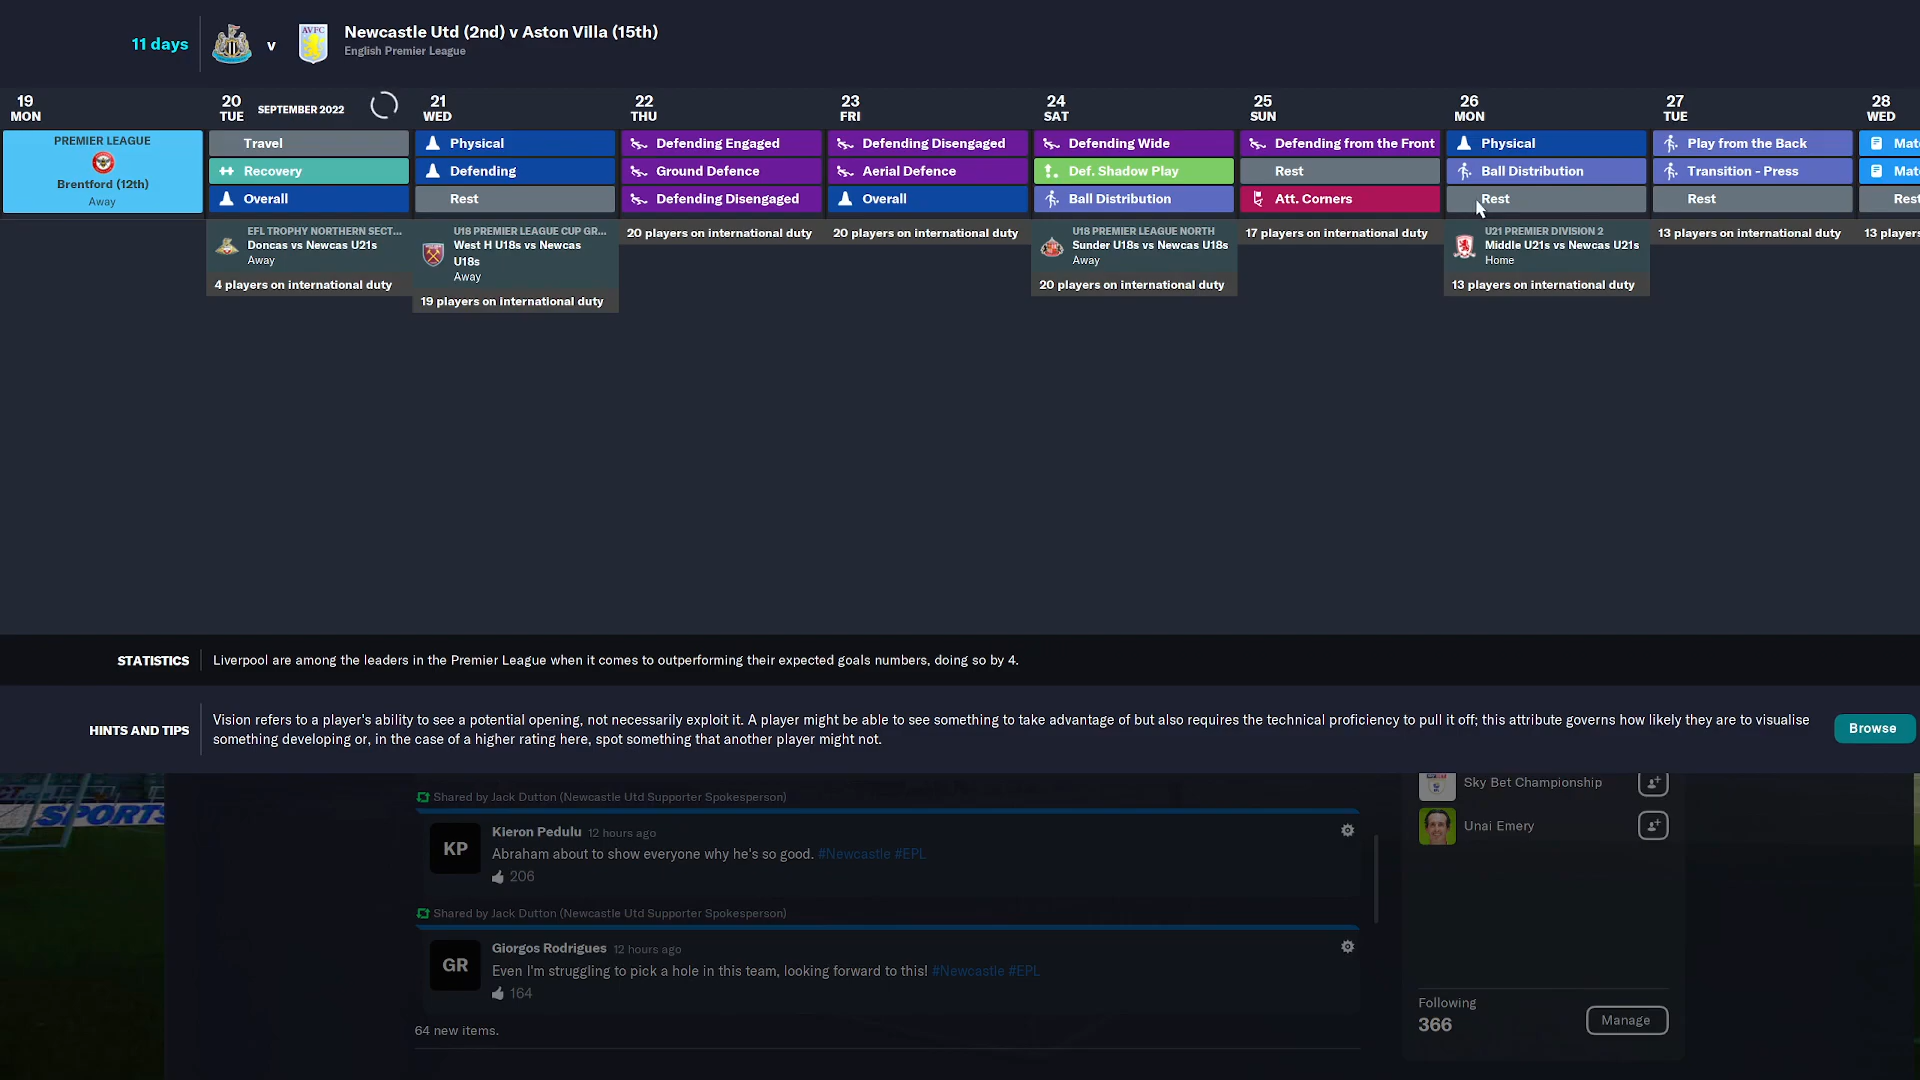 11 days
v
AVFC
Newcastle Utd (2nd) v Aston Villa (15th)
English Premier League
19
MON
20
TUE
SEPTEMBER 2022
21
WED
22
THU
23
FRI
24
SAT
25
SUN
26
MON
27
TUE
28
WED
PREMIER LEAGUE
Brentford (12th)
Away
Travel
Recovery
Overall
EFL TROPHY NORTHERN SECT...
Doncas vs Newcas U21s
Away
4 players on international duty
Physical
Defending
Rest
U18 PREMIER LEAGUE CUP GR...
West H U18s vs Newcas
U18s
Away
19 players on international duty
Defending Engaged
Ground Defence
Defending Disengaged
20 players on international duty
Defending Disengaged
Aerial Defence
Overall
20 players on international duty
Defending Wide
Def. Shadow Play
Ball Distribution
U18 PREMIER LEAGUE NORTH
Sunder U18s vs Newcas U18s
Away
20 players on international duty
Defending from the Front
Rest
Att. Corners
17 players on international duty
Physical
Ball Distribution
Rest
U21 PREMIER DIVISION 2
Middle U21s vs Newcas U21s
Home
13 players on international duty
Play from the Back
Transition - Press
Rest
13 players on international duty
Mat
Mat
Rest
13 players
STATISTICS
Liverpool are among the leaders in the Premier League when it comes to outperforming their expected goals numbers, doing so by 4.
HINTS AND TIPS
Vision refers to a player's ability to see a potential opening, not necessarily exploit it. A player might be able to see something to take advantage of but also requires the technical proficiency to pull it off; this attribute governs how likely they are to visualise
something developing or, in the case of a higher rating here, spot something that another player might not.
Browse
SPORTS
Shared by Jack Dutton (Newcastle Utd Supporter Spokesperson)
KP
Kieron Pedulu 12 hours ago
Abraham about to show everyone why he's so good. #Newcastle #EPL
206
Shared by Jack Dutton (Newcastle Utd Supporter Spokesperson)
GR
Giorgos Rodrigues 12 hours ago
Even I'm struggling to pick a hole in this team, looking forward to this! #Newcastle #EPL
164
64 new items.
Sky Bet Championship
Unai Emery
Following
366
Manage